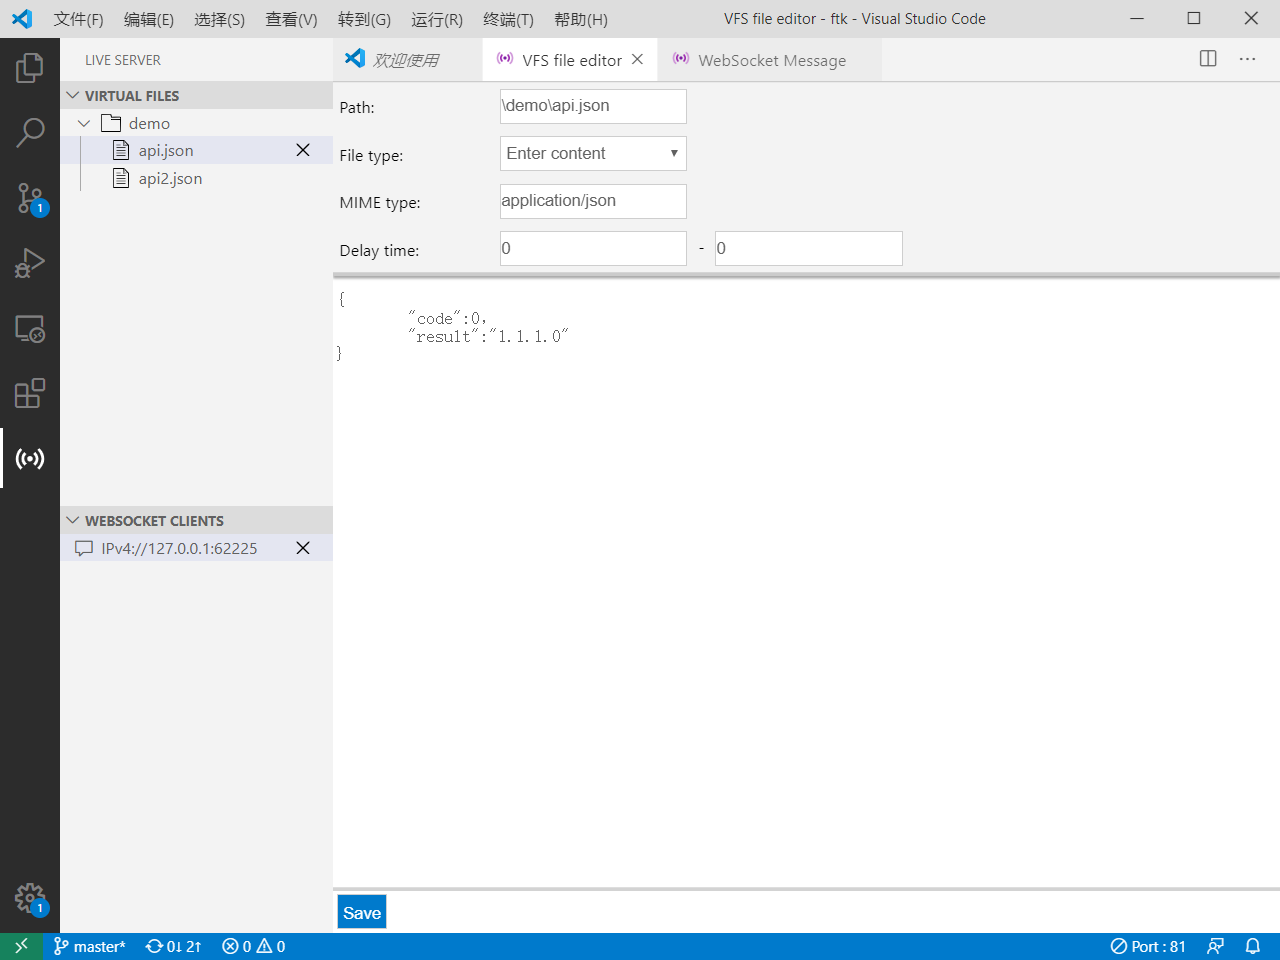 文件(F) 编辑(E) 选择(S) 查看(V) 转到(G) 运行(R) 终端(T) 帮助(H) VFS file editor - ftk - Visual Studio Code
LIVE SERVER
欢迎使用 VFS file editor WebSocket Message
VIRTUAL FILES
demo
api.json
api2.json
Path: \demo\api.json
File type: Enter content
MIME type: application/json
Delay time: 0 - 0
{
"code":0,
"result":"1.1.1.0"
}
1
WEBSOCKET CLIENTS
IPv4://127.0.0.1:62225
1
Save
master* 0↓ 2↑ 0 0 Port : 81